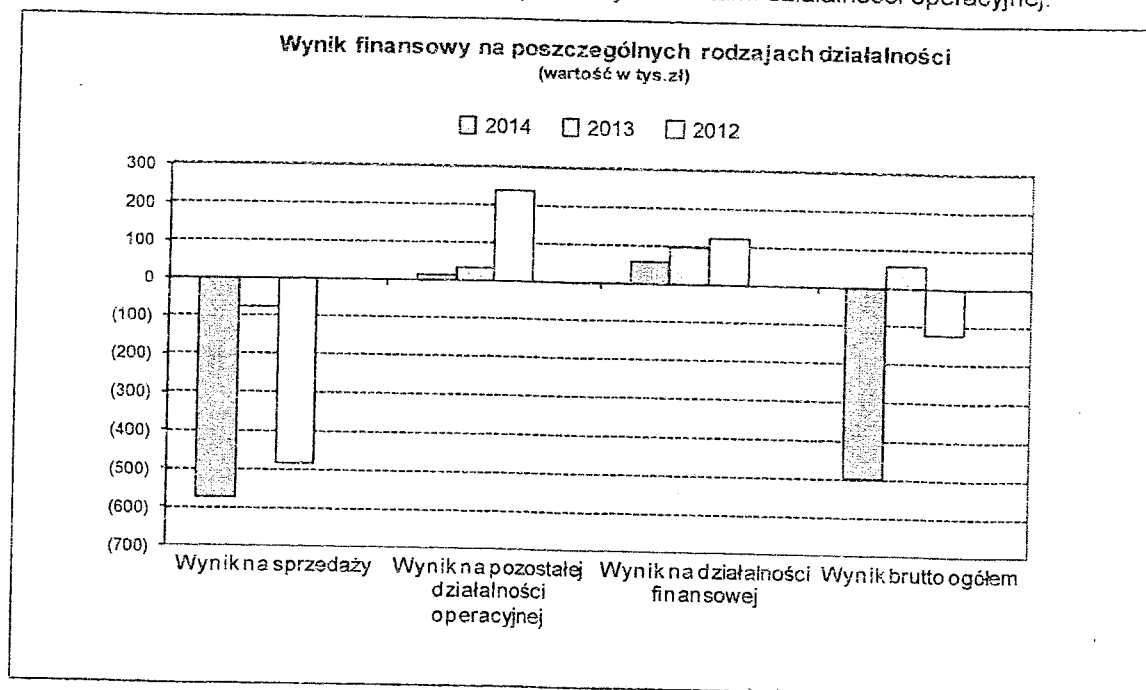 działalności operacyjnej.
Wynik finansowy na poszczególnych rodzajach działalności
(wartość w tys.zł)
2014 2013 2012
300
200
100
0
(100)
(200)
(300)
(400)
(500)
(600)
(700)
Wynik na sprzedaży Wynik na pozostałej działalności operacyjnej Wynik na działalności finansowej Wynik brutto ogółem